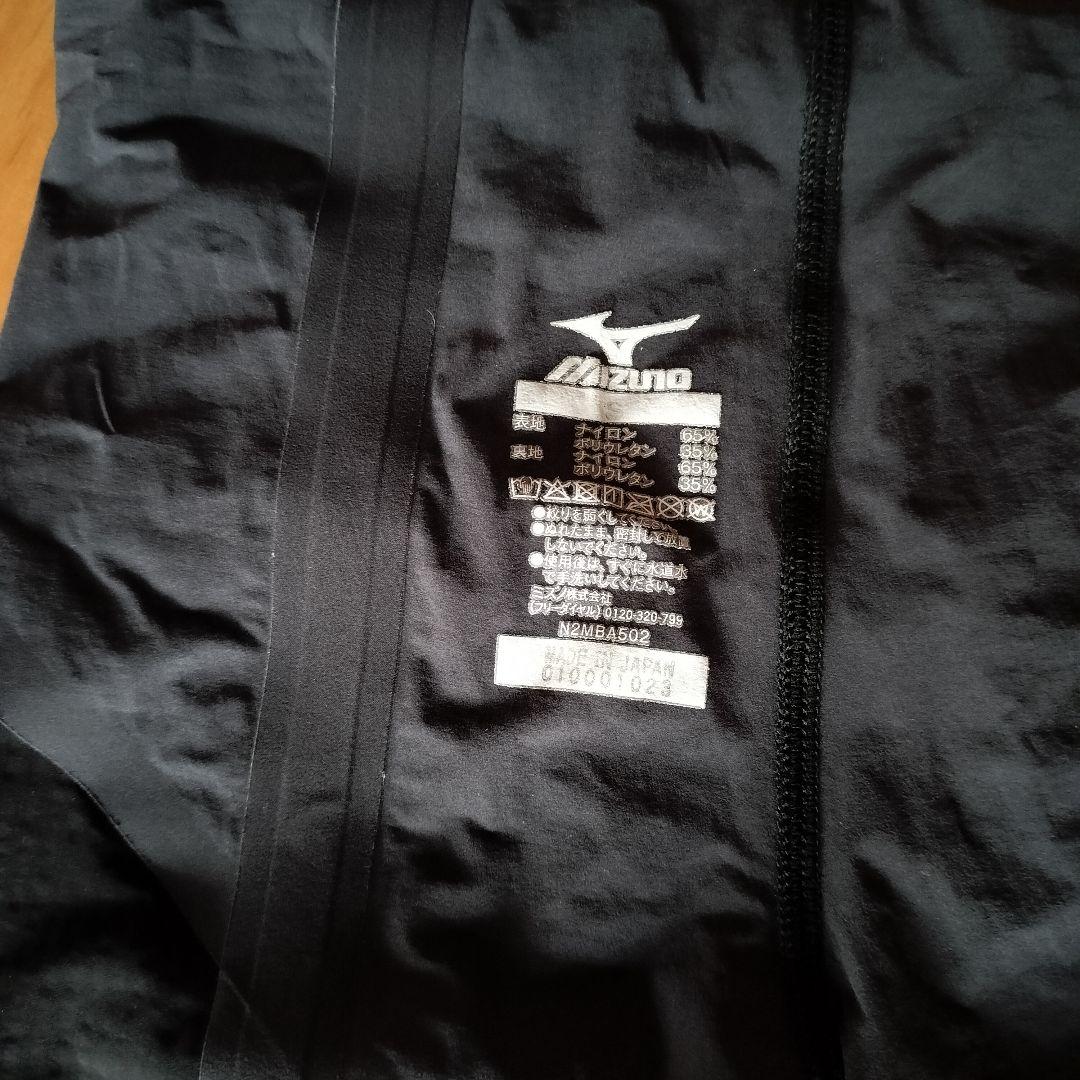 Mizuno
表地 ナイロン 65%
ポリウレタン 35%
裏地 ナイロン 65%
ポリウレタン 35%
●絞りを弱くしてください。
●ぬれたまま、密封して放置
しないでください。
●使用後は、すぐに水道水
で手洗いしてください。
ミズノ株式会社
(フリーダイヤル) 0120-320-799
N2MBA502
MADE IN JAPAN
010001023